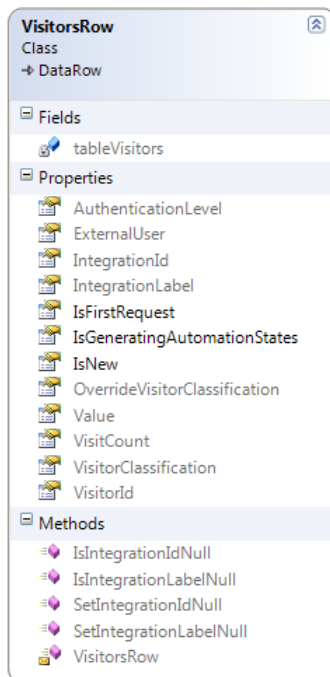 VisitorsRow
Class
DataRow
Fields
tableVisitors
Properties
AuthenticationLevel
ExternalUser
IntegrationId
IntegrationLabel
IsFirstRequest
IsGeneratingAutomationStates
IsNew
OverrideVisitorClassification
Value
VisitCount
VisitorClassification
VisitorId
Methods
IsIntegrationIdNull
IsIntegrationLabelNull
SetIntegrationIdNull
SetIntegrationLabelNull
VisitorsRow